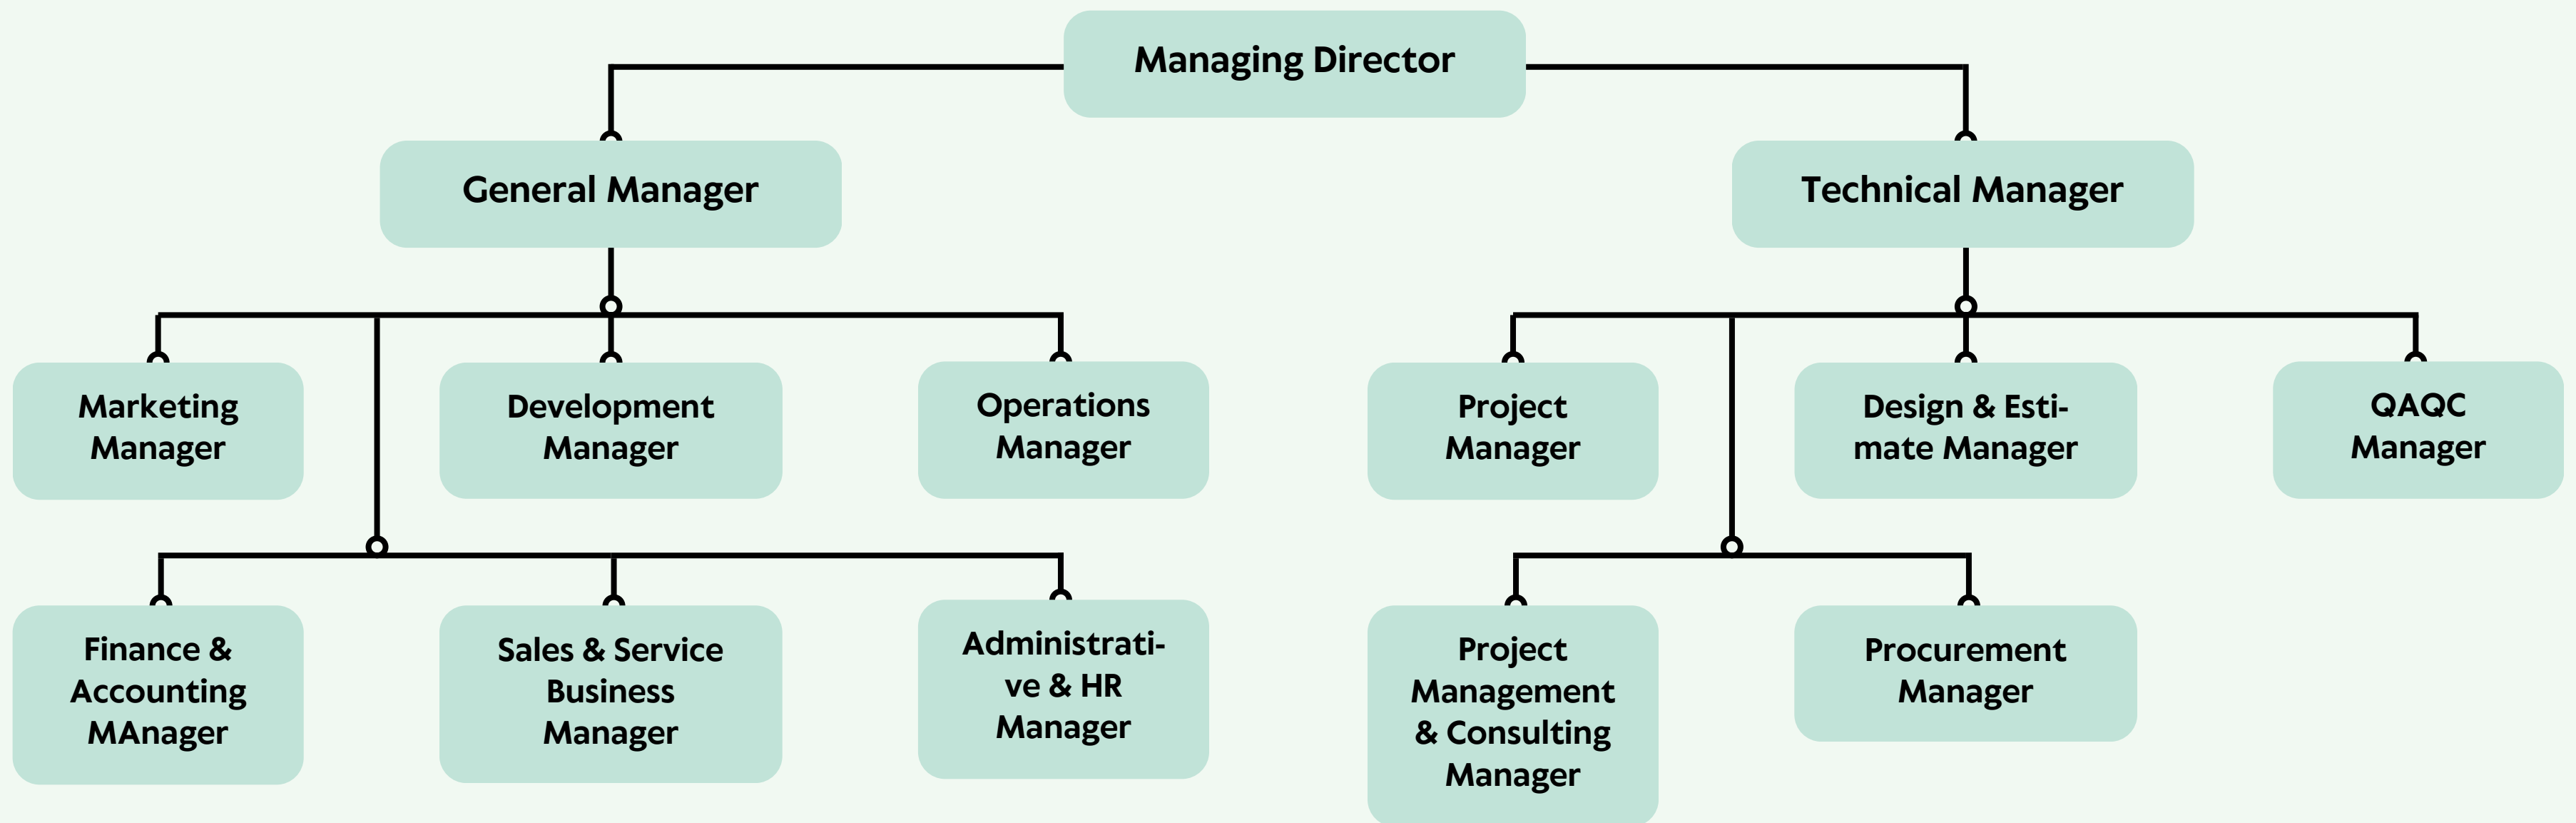 Managing Director
General Manager
Technical Manager
Marketing
Manager
Development
Manager
Operations
Manager
Project
Manager
Design & Esti-
mate Manager
QAQC
Manager
Finance &
Accounting
MAnager
Sales & Service
Business
Manager
Administrati-
ve & HR
Manager
Project
Management
& Consulting
Manager
Procurement
Manager